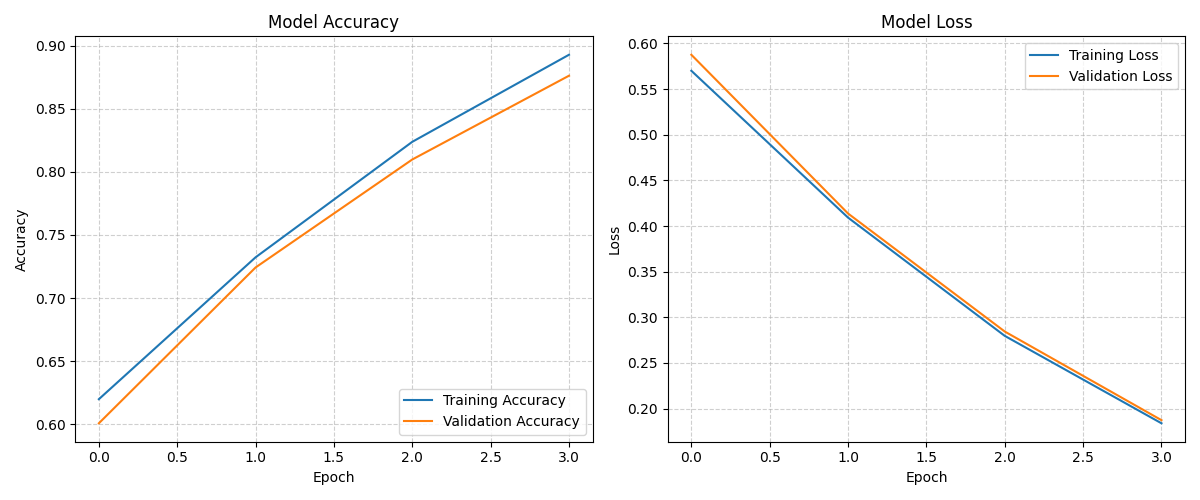 Model Accuracy
0.90
0.85
0.80
0.75
0.70
0.65
0.60
Accuracy
Training Accuracy
Validation Accuracy
0.0 0.5 1.0 1.5 2.0 2.5 3.0
Epoch
Model Loss
0.60
0.55
0.50
0.45
0.40
0.35
0.30
0.25
0.20
Loss
Training Loss
Validation Loss
0.0 0.5 1.0 1.5 2.0 2.5 3.0
Epoch